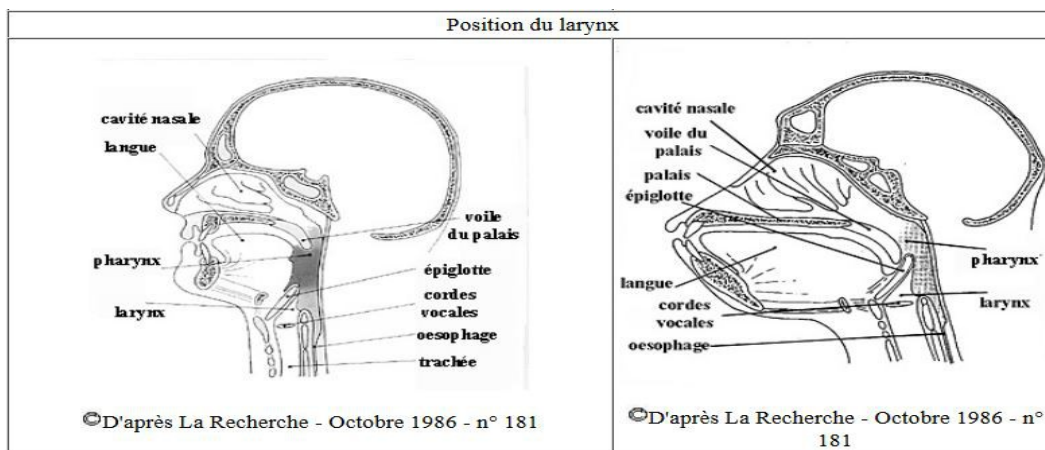 Position du larynx
cavité nasale
langue
voile
du palais
pharynx
épiglotte
larynx
cordes
vocales
oesophage
trachée
©D'après La Recherche - Octobre 1986 - n° 181
cavité nasale
voile du
palais
palais
épiglotte
pharynx
langue
larynx
cordes
vocales
oesophage
©D'après La Recherche - Octobre 1986 - n°
181